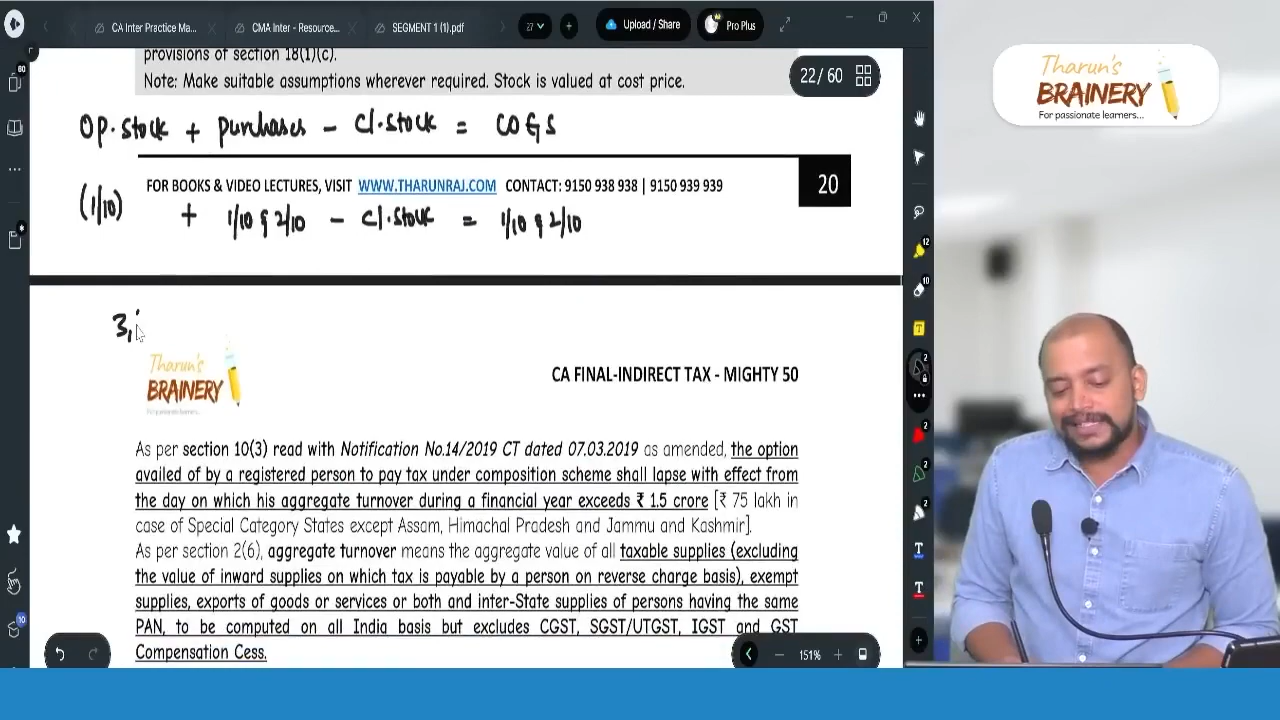 CA Inter Practice Ma...
CMA Inter - Resource...
SEGMENT 1 (1).pdf
27
Upload / Share
Pro Plus
provisions of section 18(1)(c).
Note: Make suitable assumptions wherever required. Stock is valued at cost price.
22 / 60
OP. stock + purchases - Cl. stock = COGS
FOR BOOKS & VIDEO LECTURES, VISIT WWW.THARUNRAJ.COM CONTACT: 9150 938 938 | 9150 939 939
20
(1/10) + 1/10 & 2/10 - Cl. stock = 1/10 & 2/10
3,
Tharun's
BRAINERY
For passionate learners...
CA FINAL-INDIRECT TAX - MIGHTY 50
As per section 10(3) read with Notification No.14/2019 CT dated 07.03.2019 as amended, the option
availed of by a registered person to pay tax under composition scheme shall lapse with effect from
the day on which his aggregate turnover during a financial year exceeds ₹ 1.5 crore [₹ 75 lakh in
case of Special Category States except Assam, Himachal Pradesh and Jammu and Kashmir].
As per section 2(6), aggregate turnover means the aggregate value of all taxable supplies (excluding
the value of inward supplies on which tax is payable by a person on reverse charge basis), exempt
supplies, exports of goods or services or both and inter-State supplies of persons having the same
PAN, to be computed on all India basis but excludes CGST, SGST/UTGST, IGST and GST
Compensation Cess.
151%
Tharun's
BRAINERY
For passionate learners...